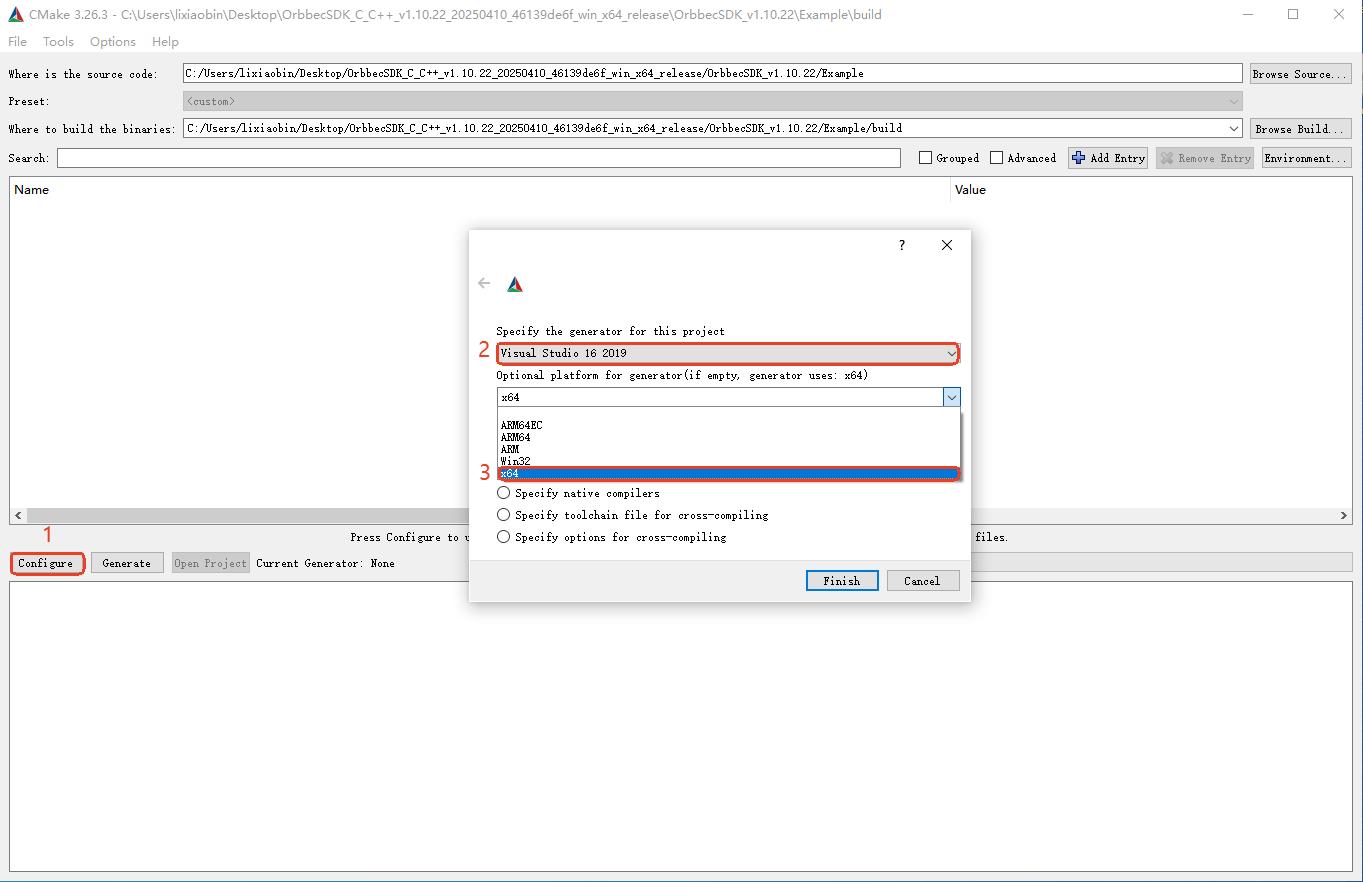 CMake 3.26.3 - C:\Users\lixiaobin\Desktop\OrbbecSDK_C_C++_v1.10.22_20250410_46139de6f_win_x64_release\OrbbecSDK_v1.10.22\Example\build
File Tools Options Help
Where is the source code: C:/Users/lixiaobin/Desktop/OrbbecSDK_C_C++_v1.10.22_20250410_46139de6f_win_x64_release/OrbbecSDK_v1.10.22/Example Browse Source...
Preset: <custom>
Where to build the binaries: C:/Users/lixiaobin/Desktop/OrbbecSDK_C_C++_v1.10.22_20250410_46139de6f_win_x64_release/OrbbecSDK_v1.10.22/Example/build Browse Build...
Search: Grouped Advanced Add Entry Remove Entry Environment...
Name Value
?
Specify the generator for this project
2 Visual Studio 16 2019
Optional platform for generator(if empty, generator uses: x64)
x64
ARM64EC
ARM64
ARM
Win32
3 x64
Specify native compilers
Specify toolchain file for cross-compiling
Specify options for cross-compiling
Finish Cancel
1
Press Configure to files.
Configure Generate Open Project Current Generator: None